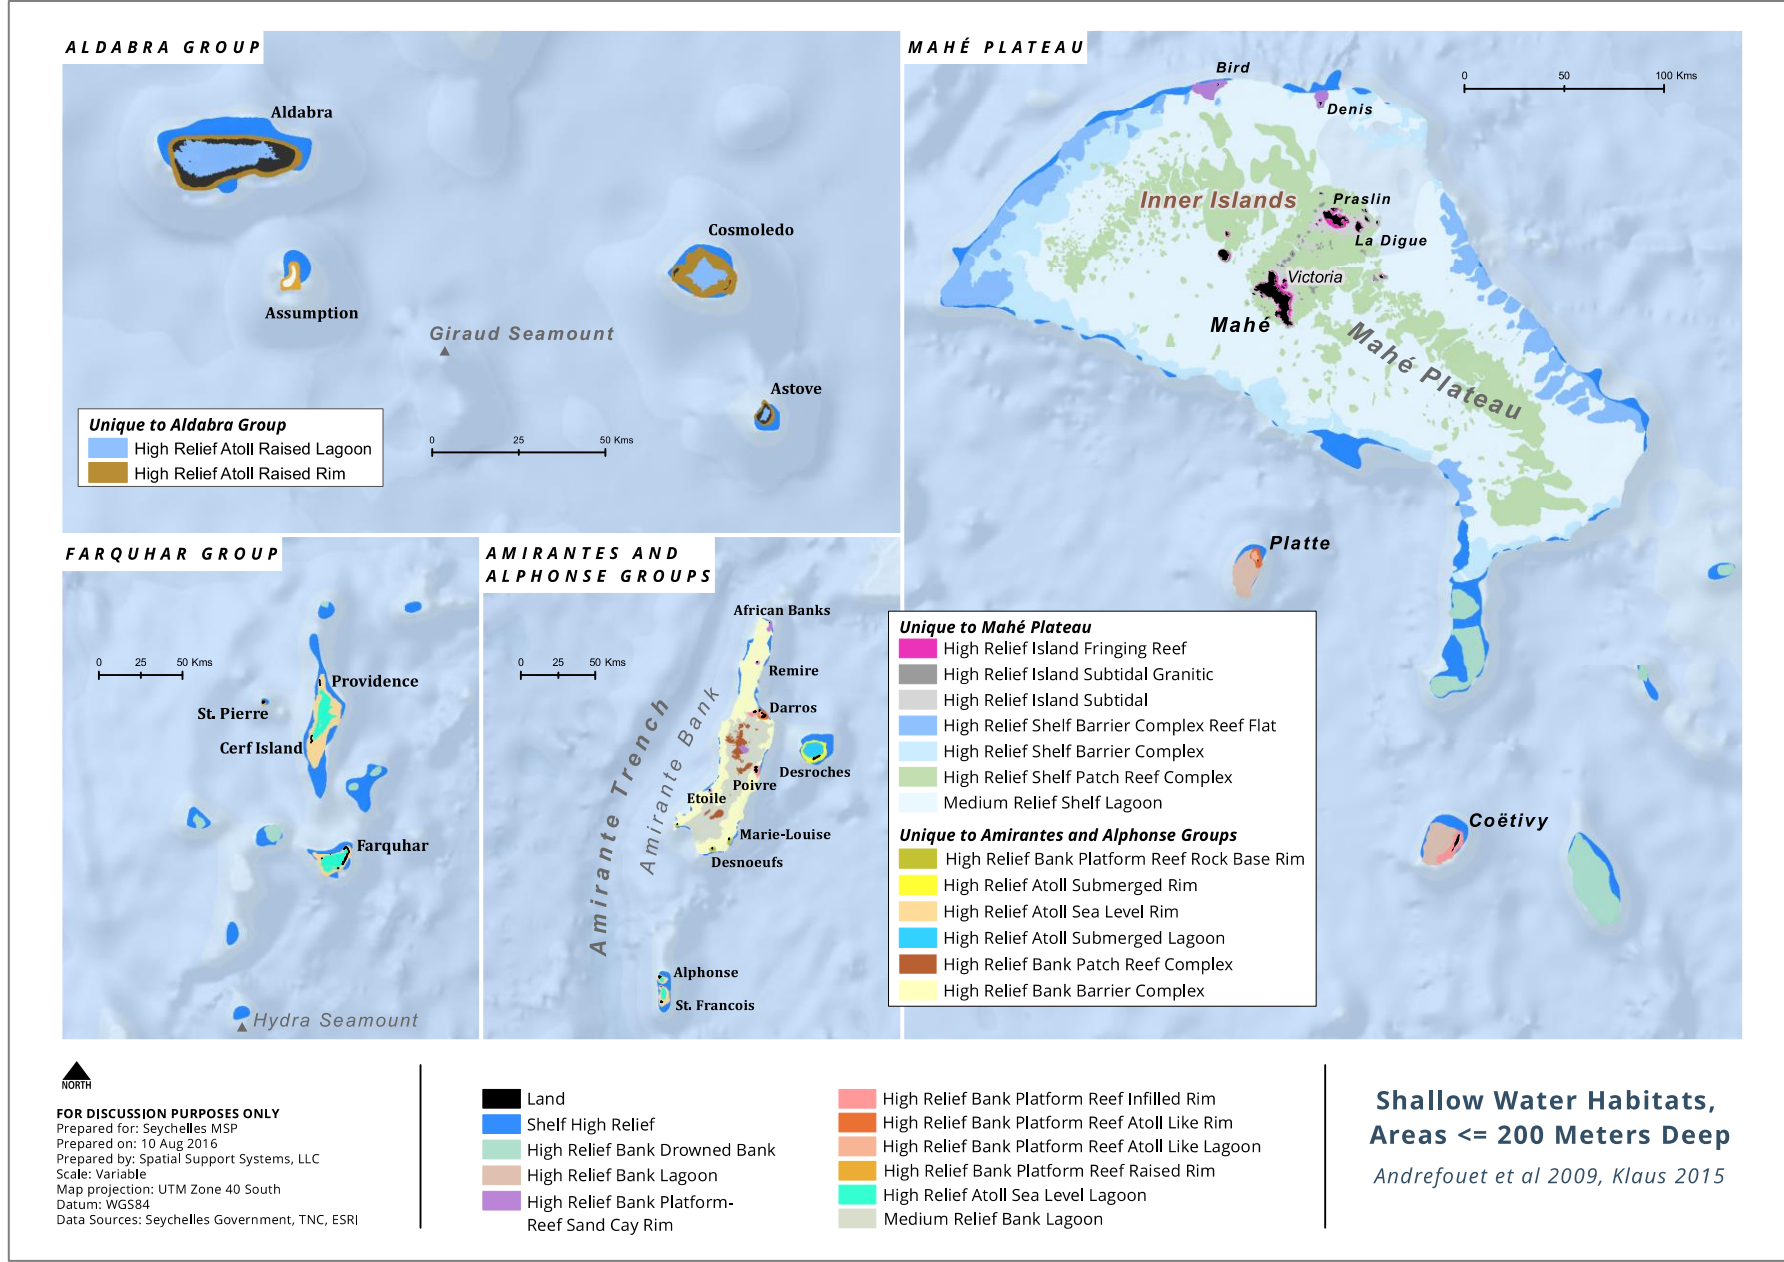 ALDABRA GROUP
Aldabra
Cosmoledo
Assumption
Giraud Seamount
Astove
Unique to Aldabra Group
High Relief Atoll Raised Lagoon
High Relief Atoll Raised Rim
0 25 50 Kms
MAHÉ PLATEAU
0 50 100 Kms
Bird
Denis
Inner Islands
Praslin
La Digue
Victoria
Mahé
Mahé Plateau
Platte
Coëtivy
FARQUHAR GROUP
0 25 50 Kms
Providence
St. Pierre
Cerf Island
Farquhar
Hydra Seamount
AMIRANTES AND
ALPHONSE GROUPS
African Banks
0 25 50 Kms
Remire
Darros
Desroches
Poivre
Etoile
Marie-Louise
Desnoeufs
Amirante Trench
Amirante Bank
Alphonse
St. Francois
Unique to Mahé Plateau
High Relief Island Fringing Reef
High Relief Island Subtidal Granitic
High Relief Island Subtidal
High Relief Shelf Barrier Complex Reef Flat
High Relief Shelf Barrier Complex
High Relief Shelf Patch Reef Complex
Medium Relief Shelf Lagoon
Unique to Amirantes and Alphonse Groups
High Relief Bank Platform Reef Rock Base Rim
High Relief Atoll Submerged Rim
High Relief Atoll Sea Level Rim
High Relief Atoll Submerged Lagoon
High Relief Bank Patch Reef Complex
High Relief Bank Barrier Complex
NORTH
FOR DISCUSSION PURPOSES ONLY
Prepared for: Seychelles MSP
Prepared on: 10 Aug 2016
Prepared by: Spatial Support Systems, LLC
Scale: Variable
Map projection: UTM Zone 40 South
Datum: WGS84
Data Sources: Seychelles Government, TNC, ESRI
Land
Shelf High Relief
High Relief Bank Drowned Bank
High Relief Bank Lagoon
High Relief Bank Platform-
Reef Sand Cay Rim
High Relief Bank Platform Reef Infilled Rim
High Relief Bank Platform Reef Atoll Like Rim
High Relief Bank Platform Reef Atoll Like Lagoon
High Relief Bank Platform Reef Raised Rim
High Relief Atoll Sea Level Lagoon
Medium Relief Bank Lagoon
Shallow Water Habitats,
Areas <= 200 Meters Deep
Andrefouet et al 2009, Klaus 2015